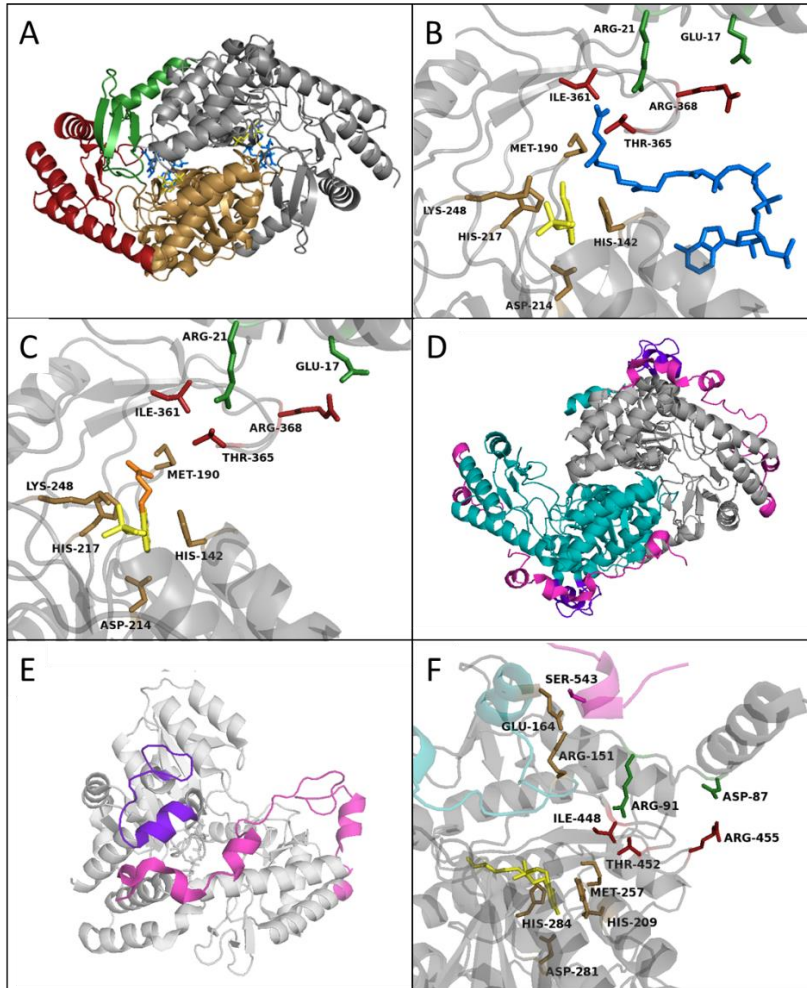 A
B
ARG-21
GLU-17
ILE-361
ARG-368
THR-365
MET-190
LYS-248
HIS-217
HIS-142
ASP-214
C
ARG-21
GLU-17
ILE-361
ARG-368
THR-365
MET-190
LYS-248
HIS-217
HIS-142
ASP-214
D
E
F
SER-543
GLU-164
ARG-151
ARG-91
ASP-87
ILE-448
ARG-455
THR-452
MET-257
HIS-284
HIS-209
ASP-281